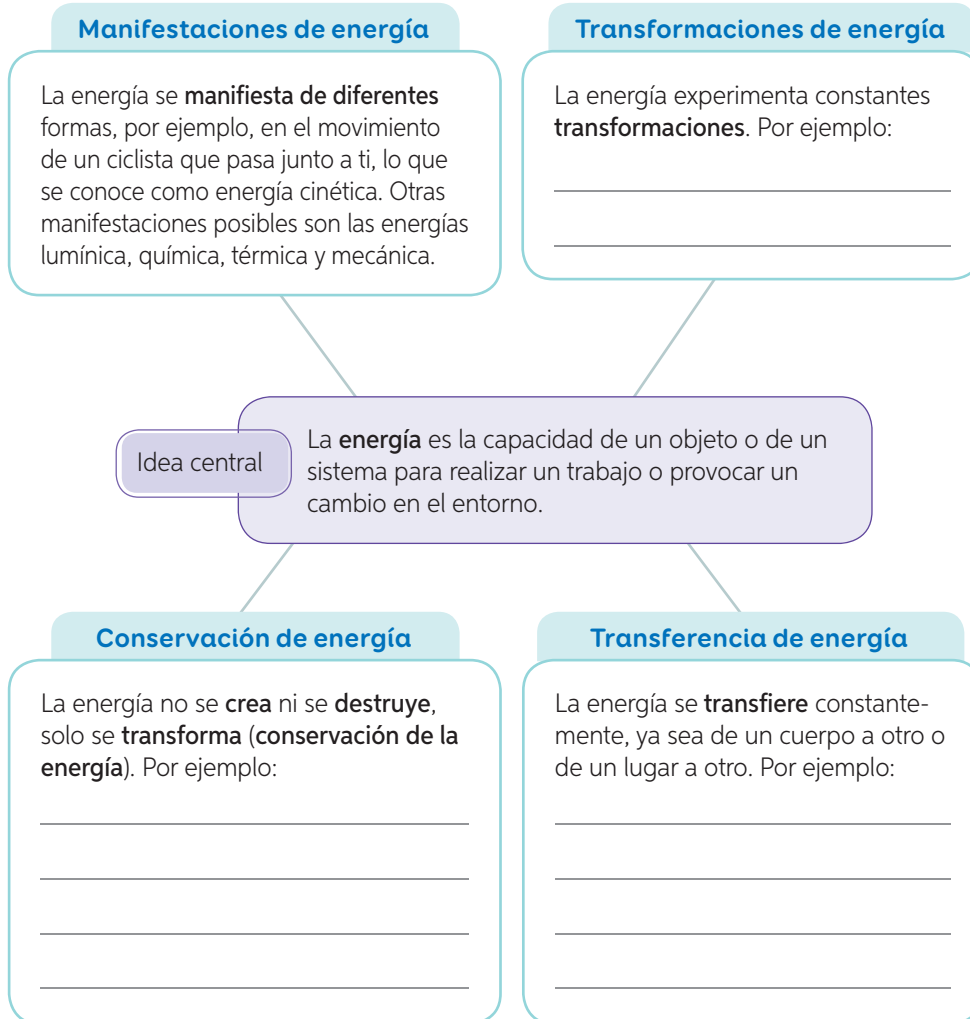 Manifestaciones de energía
La energía se manifiesta de diferentes
formas, por ejemplo, en el movimiento
de un ciclista que pasa junto a ti, lo que
se conoce como energía cinética. Otras
manifestaciones posibles son las energías
lumínica, química, térmica y mecánica.
Transformaciones de energía
La energía experimenta constantes
transformaciones. Por ejemplo:
Idea central
La energía es la capacidad de un objeto o de un
sistema para realizar un trabajo o provocar un
cambio en el entorno.
Conservación de energía
La energía no se crea ni se destruye,
solo se transforma (conservación de la
energía). Por ejemplo:
Transferencia de energía
La energía se transfiere constante-
mente, ya sea de un cuerpo a otro o
de un lugar a otro. Por ejemplo: